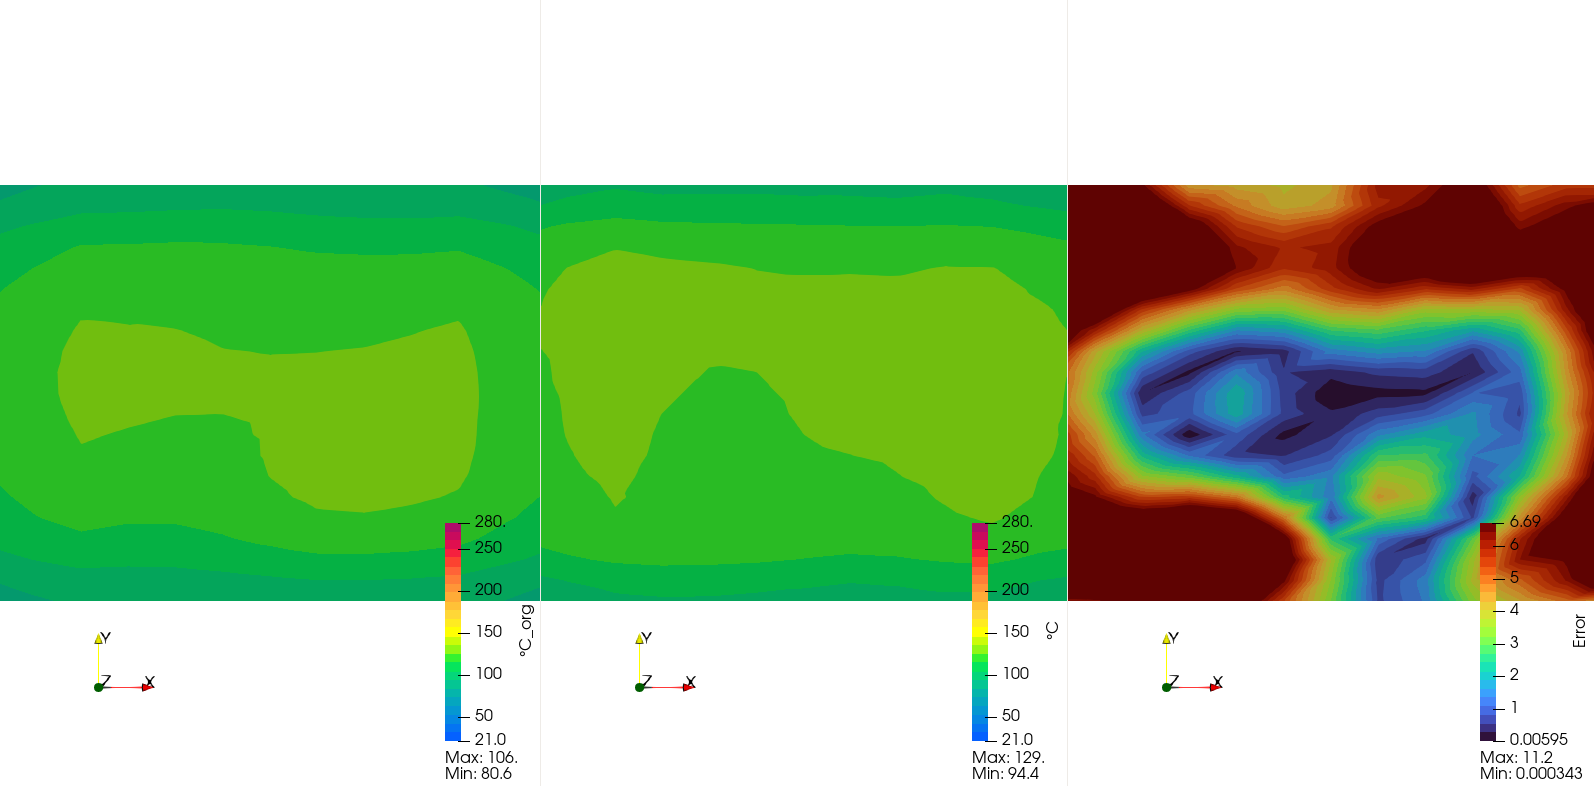 280.
250
200
150
100
50
21.0
°C_org
Max: 106.
Min: 80.6
Y
Z
X
280.
250
200
150
100
50
21.0
°C
Max: 129.
Min: 94.4
Y
Z
X
6.69
6
5
4
3
2
1
0.00595
Error
Max: 11.2
Min: 0.000343
Y
Z
X